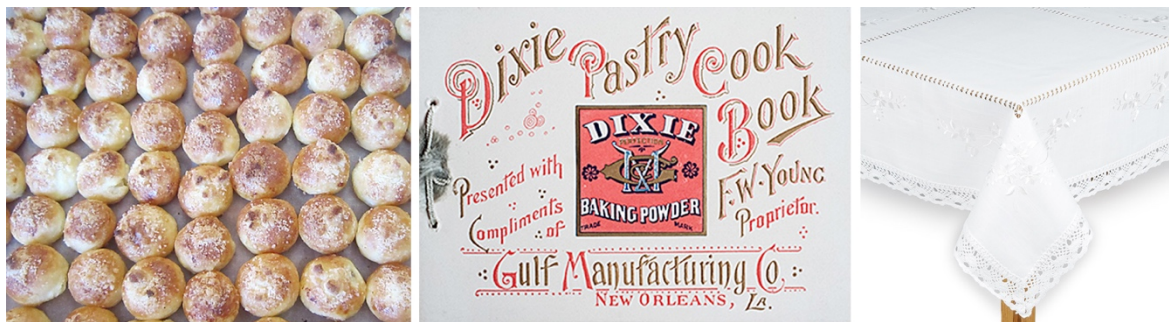 Dixie Pastry Cook Book
DIXIE
BAKING POWDER
TRADE MARK
Presented with
Compliments
of
F.W. YOUNG
Proprietor.
Gulf Manufacturing Co.
NEW ORLEANS, La.